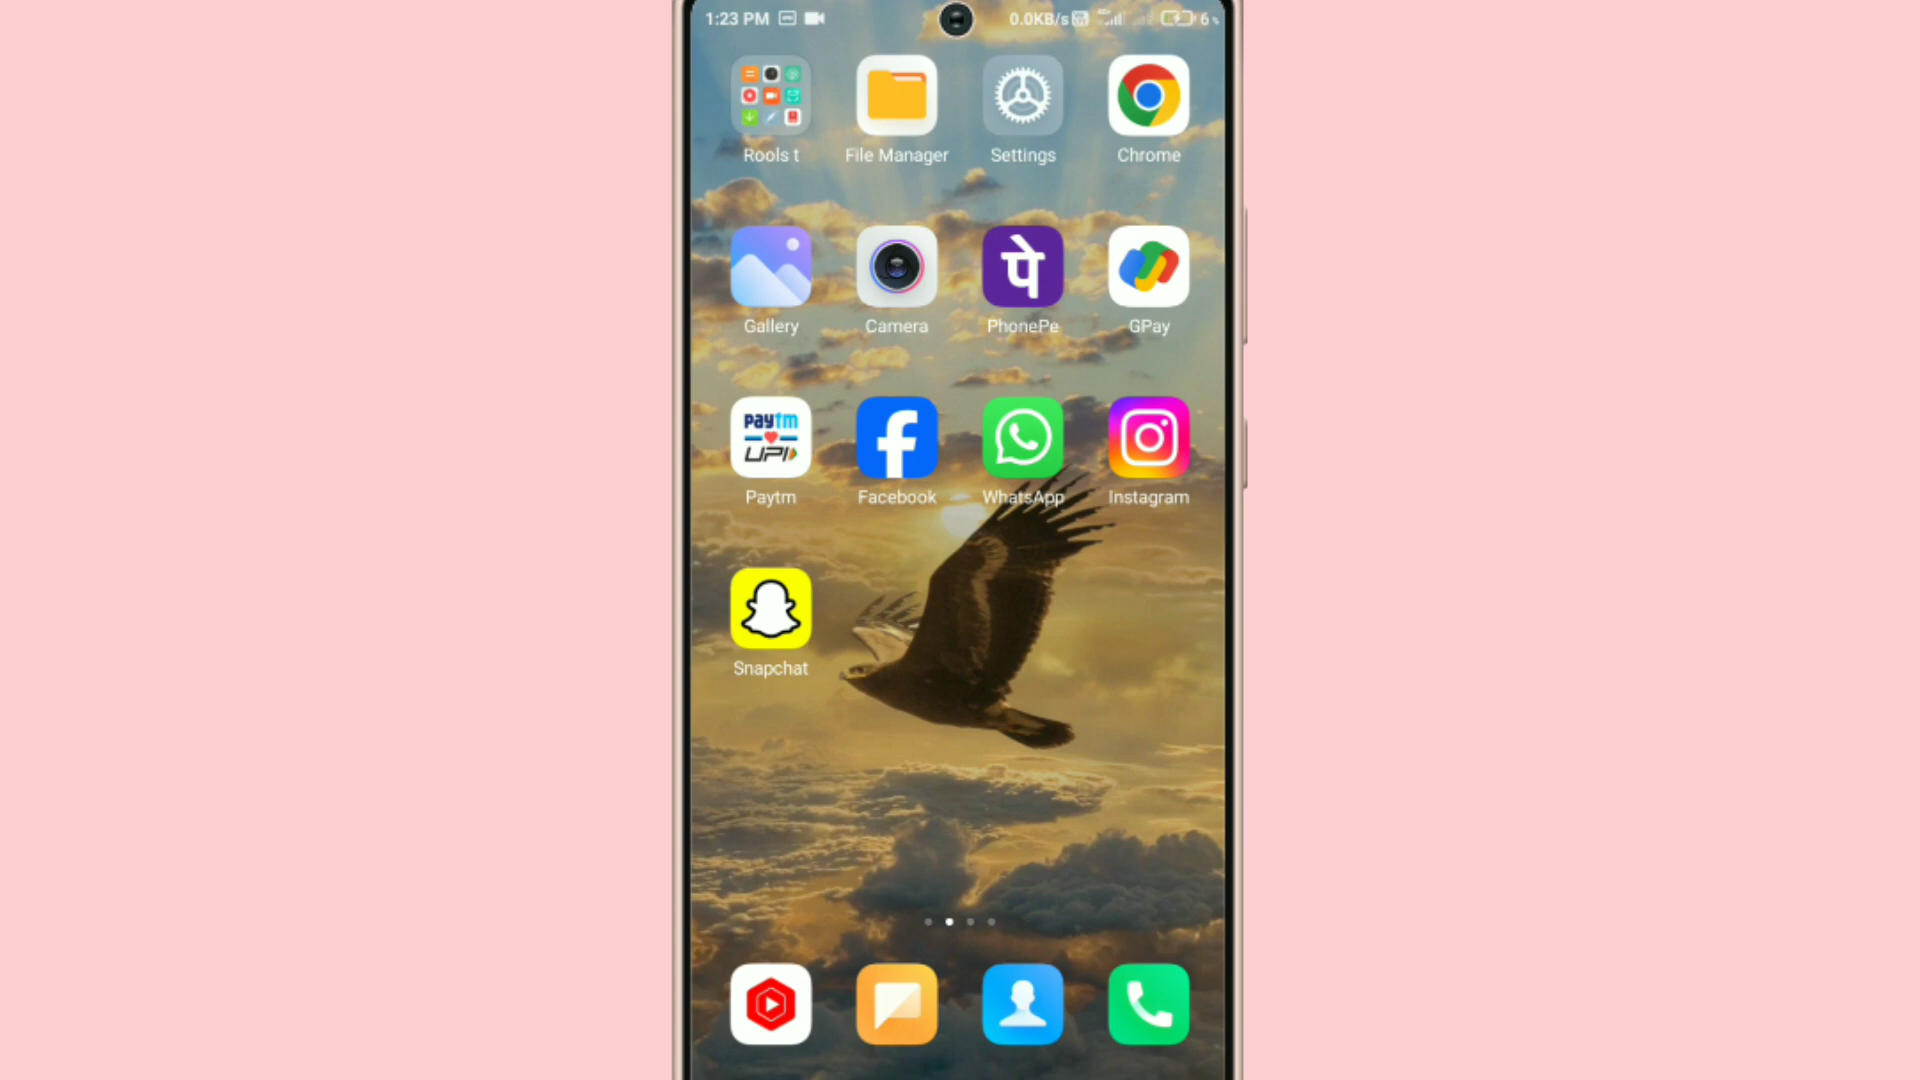 1:23 PM 0.0KB/s 6
Rools t File Manager Settings Chrome
पे
Gallery Camera PhonePe GPay
paytm
UPI
Paytm Facebook WhatsApp Instagram
Snapchat